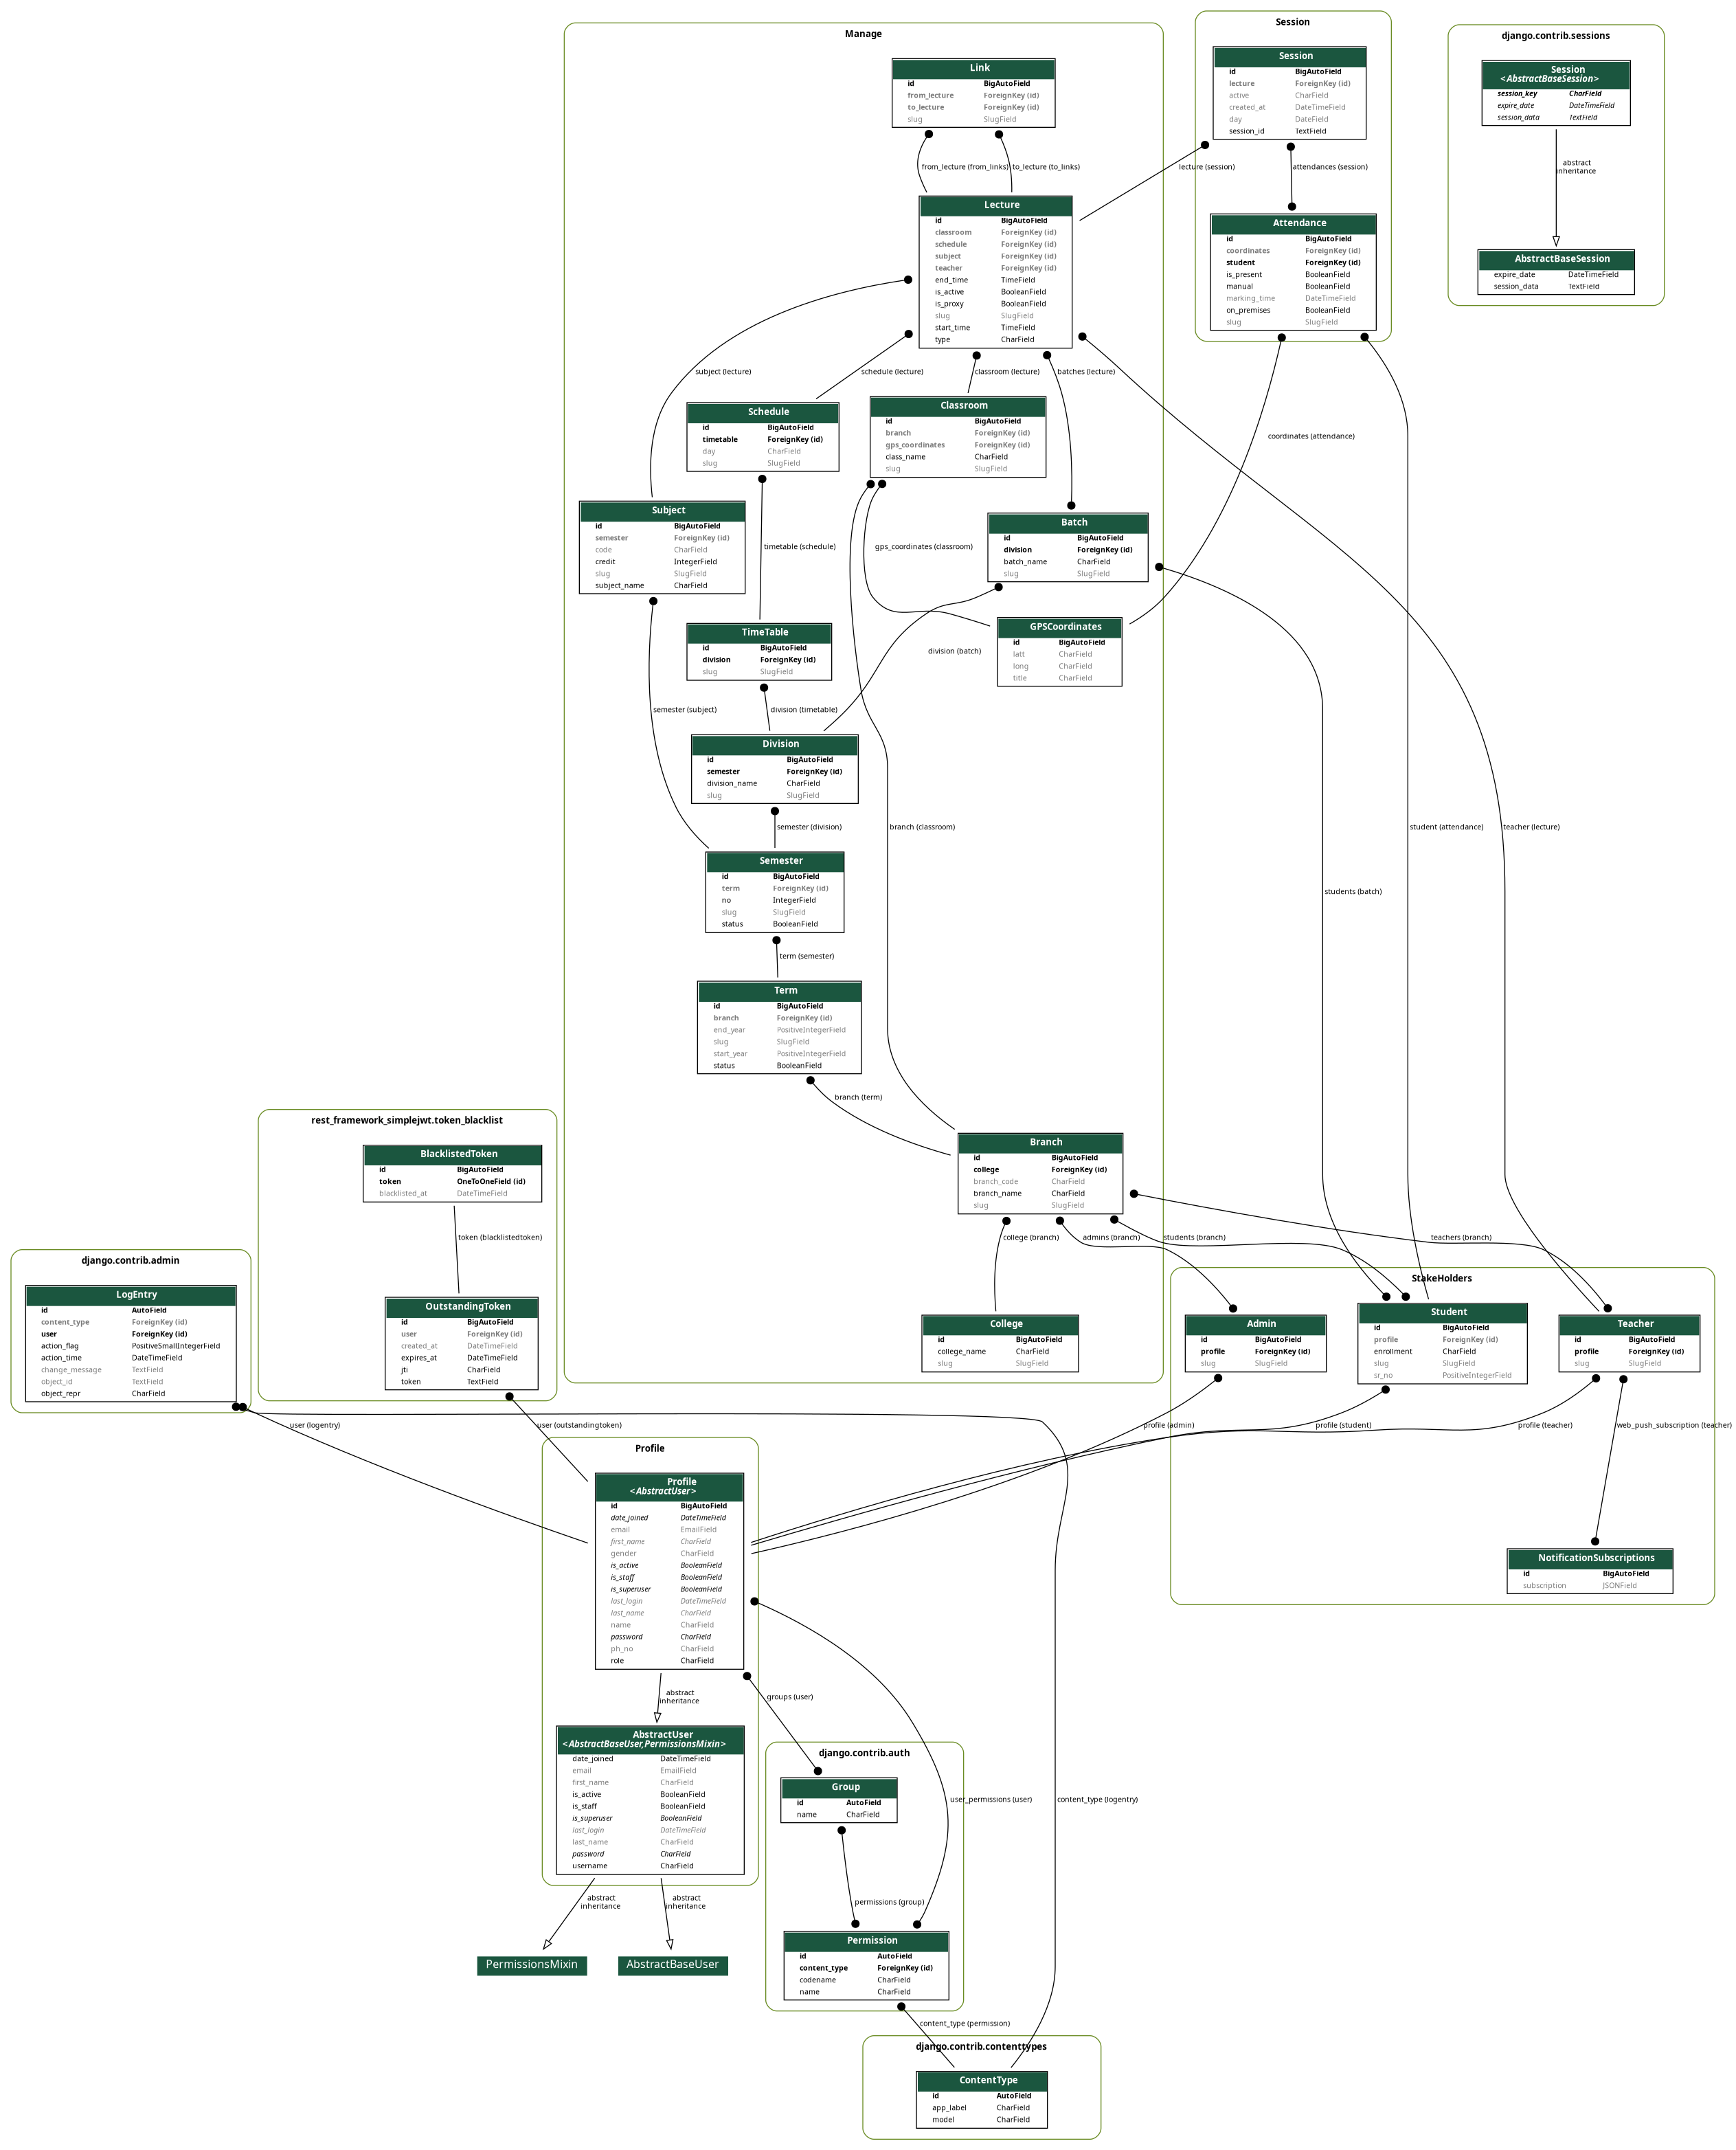 Manage
Link
id BigAutoField
from_lecture ForeignKey (id)
to_lecture ForeignKey (id)
slug SlugField
from_lecture (from_links)
to_lecture (to_links)
Lecture
id BigAutoField
classroom ForeignKey (id)
schedule ForeignKey (id)
subject ForeignKey (id)
teacher ForeignKey (id)
end_time TimeField
is_active BooleanField
is_proxy BooleanField
slug SlugField
start_time TimeField
type CharField
subject (lecture)
schedule (lecture)
classroom (lecture)
batches (lecture)
Schedule
id BigAutoField
timetable ForeignKey (id)
day CharField
slug SlugField
Classroom
id BigAutoField
branch ForeignKey (id)
gps_coordinates ForeignKey (id)
class_name CharField
slug SlugField
Subject
id BigAutoField
semester ForeignKey (id)
code CharField
credit IntegerField
slug SlugField
subject_name CharField
timetable (schedule)
gps_coordinates (classroom)
Batch
id BigAutoField
division ForeignKey (id)
batch_name CharField
slug SlugField
TimeTable
id BigAutoField
division ForeignKey (id)
slug SlugField
division (batch)
GPSCoordinates
id BigAutoField
latt CharField
long CharField
title CharField
semester (subject)
division (timetable)
Division
id BigAutoField
semester ForeignKey (id)
division_name CharField
slug SlugField
semester (division)
branch (classroom)
Semester
id BigAutoField
term ForeignKey (id)
no IntegerField
slug SlugField
status BooleanField
term (semester)
Term
id BigAutoField
branch ForeignKey (id)
end_year PositiveIntegerField
slug SlugField
start_year PositiveIntegerField
status BooleanField
branch (term)
Branch
id BigAutoField
college ForeignKey (id)
branch_code CharField
branch_name CharField
slug SlugField
college (branch)
admins (branch)
students (branch)
teachers (branch)
College
id BigAutoField
college_name CharField
slug SlugField
Session
Session
id BigAutoField
lecture ForeignKey (id)
active CharField
created_at DateTimeField
day DateField
session_id TextField
lecture (session)
attendances (session)
Attendance
id BigAutoField
coordinates ForeignKey (id)
student ForeignKey (id)
is_present BooleanField
manual BooleanField
marking_time DateTimeField
on_premises BooleanField
slug SlugField
coordinates (attendance)
student (attendance)
teacher (lecture)
students (batch)
django.contrib.sessions
Session
<AbstractBaseSession>
session_key CharField
expire_date DateTimeField
session_data TextField
abstract
inheritance
AbstractBaseSession
expire_date DateTimeField
session_data TextField
rest_framework_simplejwt.token_blacklist
BlacklistedToken
id BigAutoField
token OneToOneField (id)
blacklisted_at DateTimeField
token (blacklistedtoken)
OutstandingToken
id BigAutoField
user ForeignKey (id)
created_at DateTimeField
expires_at DateTimeField
jti CharField
token TextField
django.contrib.admin
LogEntry
id AutoField
content_type ForeignKey (id)
user ForeignKey (id)
action_flag PositiveSmallIntegerField
action_time DateTimeField
change_message TextField
object_id TextField
object_repr CharField
StakeHolders
Admin
id BigAutoField
profile ForeignKey (id)
slug SlugField
Student
id BigAutoField
profile ForeignKey (id)
enrollment CharField
slug SlugField
sr_no PositiveIntegerField
Teacher
id BigAutoField
profile ForeignKey (id)
slug SlugField
user (logentry)
user (outstandingtoken)
profile (admin)
profile (student)
profile (teacher)
web_push_subscription (teacher)
NotificationSubscriptions
id BigAutoField
subscription JSONField
Profile
Profile
<AbstractUser>
id BigAutoField
date_joined DateTimeField
email EmailField
first_name CharField
gender CharField
is_active BooleanField
is_staff BooleanField
is_superuser BooleanField
last_login DateTimeField
last_name CharField
name CharField
password CharField
ph_no CharField
role CharField
abstract
inheritance
groups (user)
AbstractUser
<AbstractBaseUser,PermissionsMixin>
date_joined DateTimeField
email EmailField
first_name CharField
is_active BooleanField
is_staff BooleanField
is_superuser BooleanField
last_login DateTimeField
last_name CharField
password CharField
username CharField
abstract
inheritance
abstract
inheritance
PermissionsMixin
AbstractBaseUser
django.contrib.auth
Group
id AutoField
name CharField
user_permissions (user)
content_type (logentry)
permissions (group)
Permission
id AutoField
content_type ForeignKey (id)
codename CharField
name CharField
content_type (permission)
django.contrib.contenttypes
ContentType
id AutoField
app_label CharField
model CharField